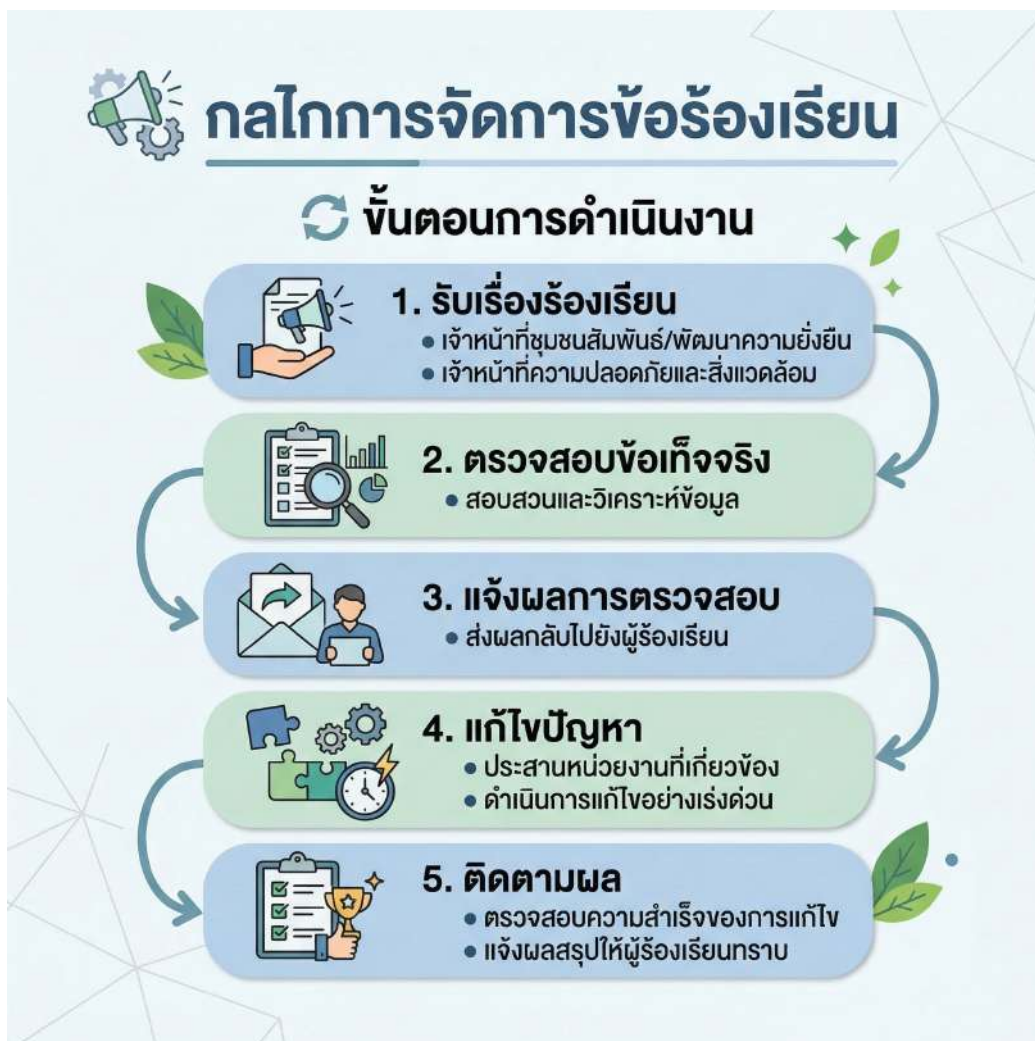 กลไกการจัดการข้อร้องเรียน
ขั้นตอนการดำเนินงาน
1. รับเรื่องร้องเรียน
• เจ้าหน้าที่ชุมชนสัมพันธ์/พัฒนาความยั่งยืน
• เจ้าหน้าที่ความปลอดภัยและสิ่งแวดล้อม
2. ตรวจสอบข้อเท็จจริง
• สอบสวนและวิเคราะห์ข้อมูล
3. แจ้งผลการตรวจสอบ
• ส่งผลกลับไปยังผู้ร้องเรียน
4. แก้ไขปัญหา
• ประสานหน่วยงานที่เกี่ยวข้อง
• ดำเนินการแก้ไขอย่างเร่งด่วน
5. ติดตามผล
• ตรวจสอบความสำเร็จของการแก้ไข
• แจ้งผลสรุปให้ผู้ร้องเรียนทราบ